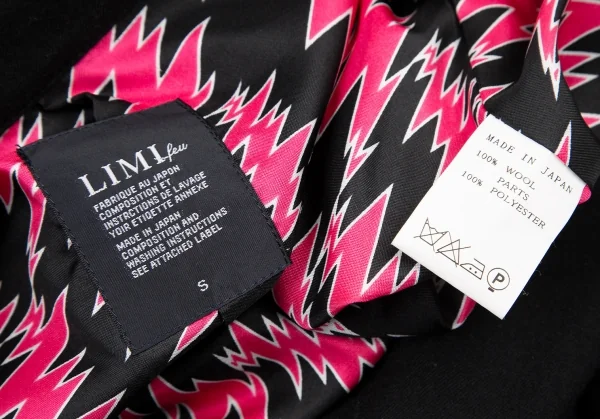 LIMI feu
FABRIQUE AU JAPON
COMPOSITION ET
INSTRCTIONS DE LAVAGE
VOIR ETIQUETTE ANNEXE
MADE IN JAPAN
COMPOSITION AND
WASHING INSTRUCTIONS
SEE ATTACHED LABEL
S
MADE IN JAPAN
100% WOOL
PARTS
100% POLYESTER
P